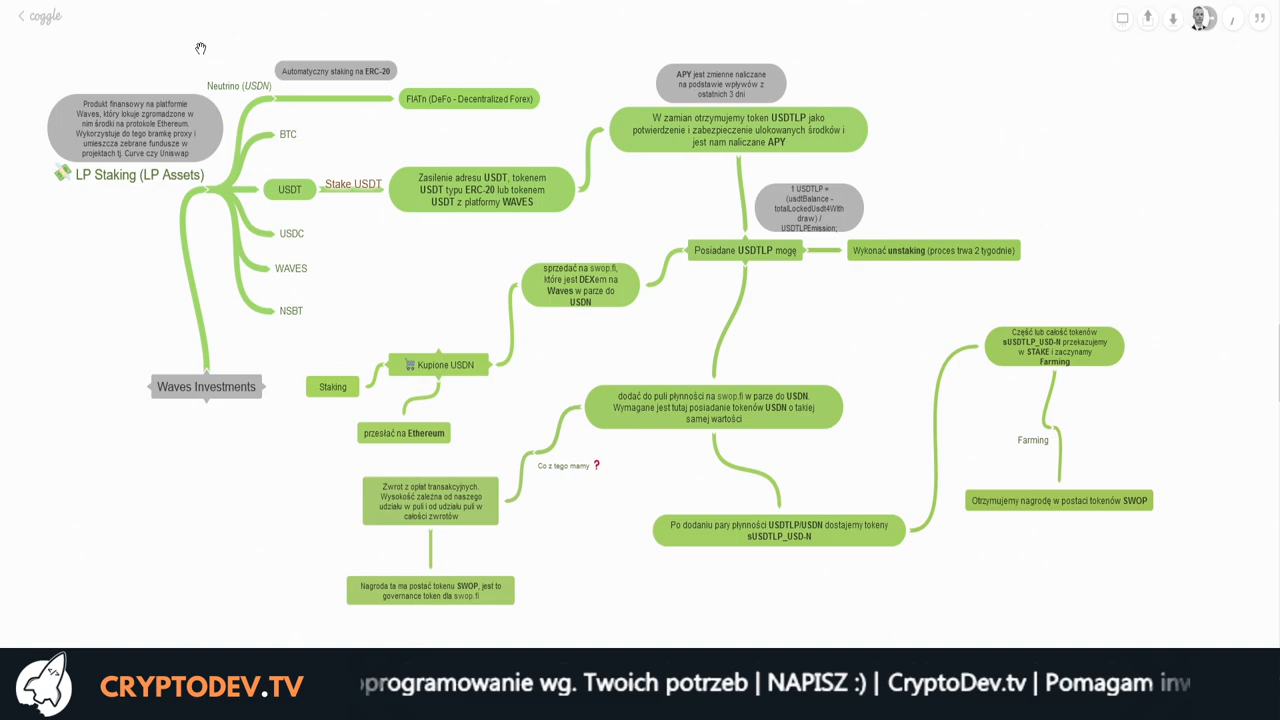 coggle
Automatyczny staking na ERC-20
Neutrino (USDN)
FIATn (DeFo - Decentralized Forex)
Produkt finansowy na platformie
Waves, który lokuje zgromadzone w
nim środki na protokole Ethereum.
Wykorzystuje do tego bramkę proxy i
umieszcza zebrane fundusze w
projektach tj. Curve czy Uniswap
LP Staking (LP Assets)
BTC
USDT
Stake USDT
USDC
WAVES
NSBT
Zasilenie adresu USDT, tokenem
USDT typu ERC-20 lub tokenem
USDT z platformy WAVES
APY jest zmienne naliczane
na podstawie wpływów z
ostatnich 3 dni
W zamian otrzymujemy token USDTLP jako
potwierdzenie i zabezpieczenie ulokowanych środków i
jest nam naliczane APY
1 USDTLP =
(usdtBalance -
totalLockedUsdt4With
draw) /
USDTLPEmission;
Posiadane USDTLP mogę
Wykonać unstaking (proces trwa 2 tygodnie)
sprzedać na swop.fi,
które jest DEXem na
Waves w parze do
USDN
Kupione USDN
Staking
przesłać na Ethereum
Waves Investments
dodać do puli płynności na swop.fi w parze do USDN.
Wymagane jest tutaj posiadanie tokenów USDN o takiej
samej wartości
Co z tego mamy ❓
Zwrot z opłat transakcyjnych.
Wysokość zależna od naszego
udziału w puli i od udziału puli w
całości zwrotów
Nagroda ta ma postać tokenu SWOP, jest to
governance token dla swop.fi
Po dodaniu pary płynności USDTLP/USDN dostajemy tokeny
sUSDTLP_USD-N
Część lub całość tokenów
sUSDTLP_USD-N przekazujemy
w STAKE i zaczynamy
Farming
Farming
Otrzymujemy nagrodę w postaci tokenów SWOP
CRYPTODEV.TV
oprogramowanie wg. Twoich potrzeb | NAPISZ :) | CryptoDev.tv | Pomagam inv